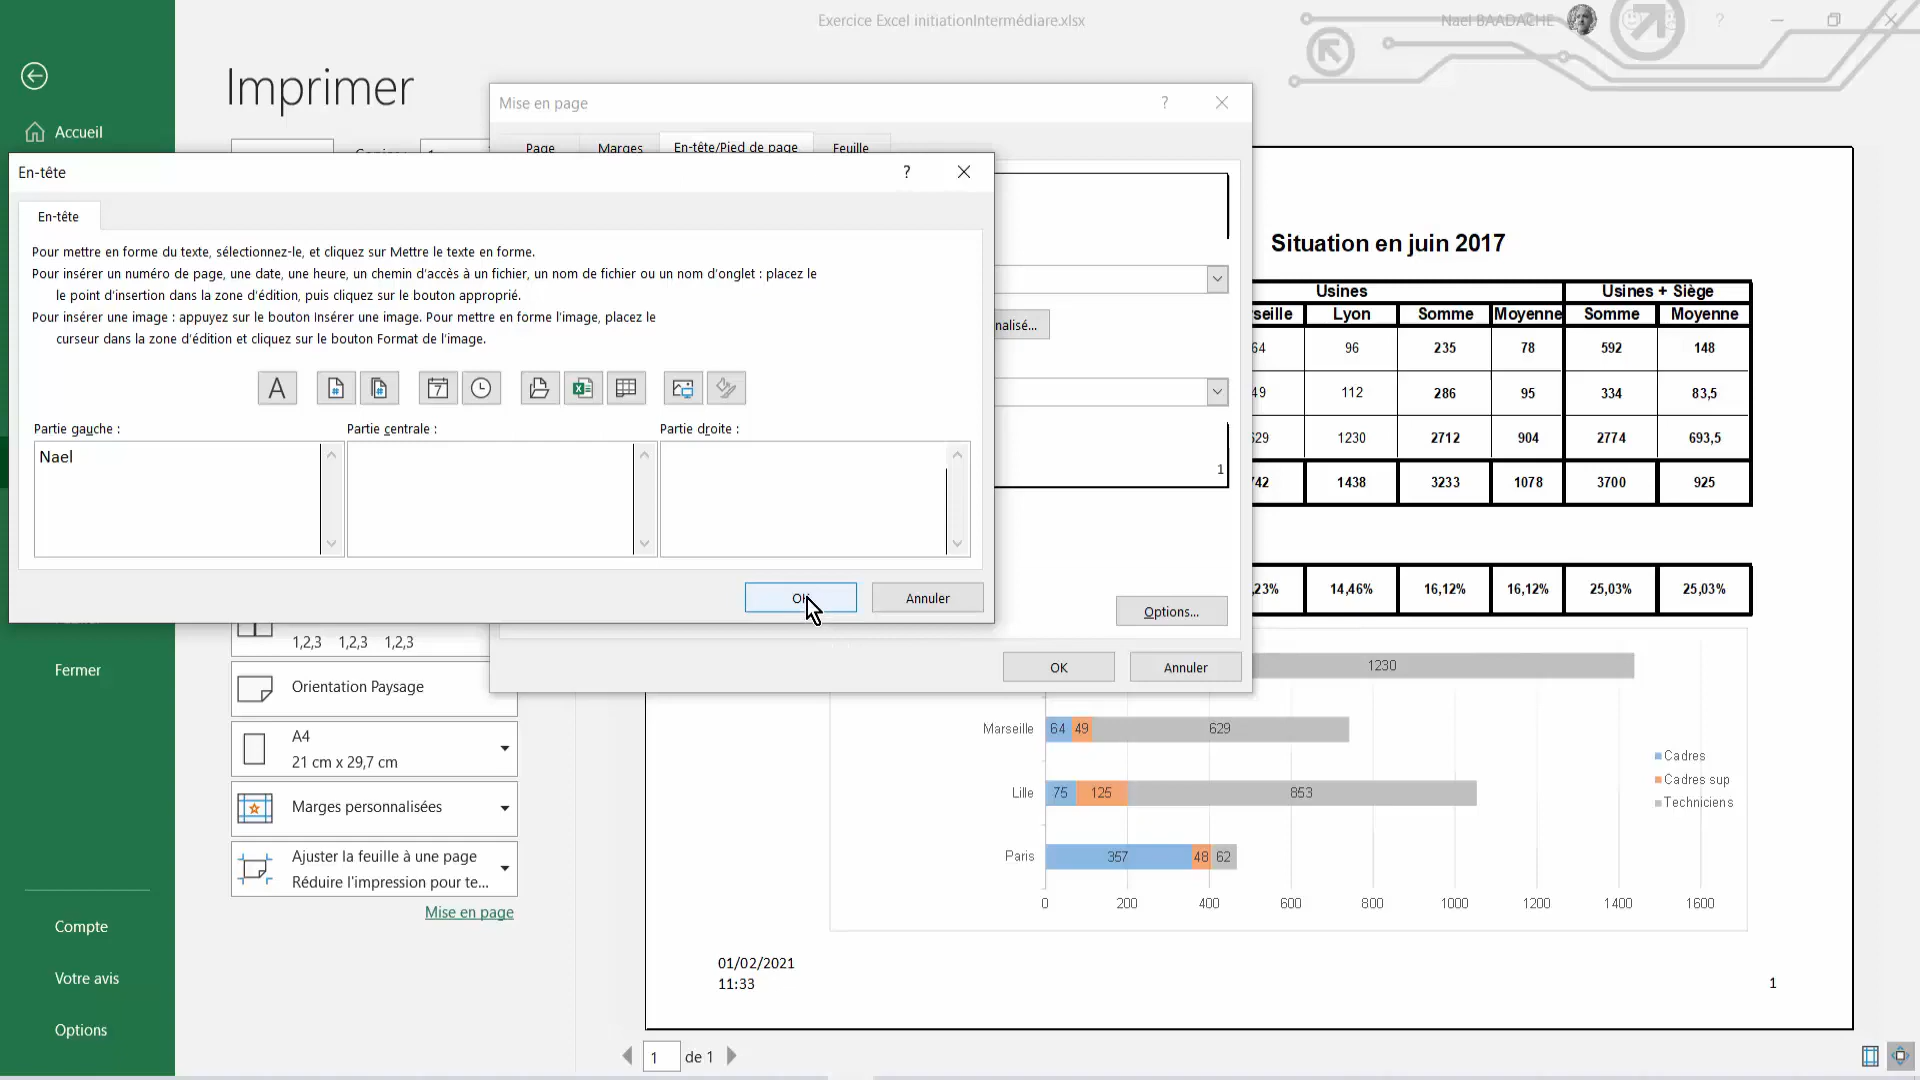 Exercice Excel initiationIntermédiare.xlsx
Nael BAADACHE
Imprimer
Accueil
Mise en page
Page
Marges
En-tête/Pied de page
Feuille
En-tête
En-tête
Pour mettre en forme du texte, sélectionnez-le, et cliquez sur Mettre le texte en forme.
Pour insérer un numéro de page, une date, une heure, un chemin d'accès à un fichier, un nom de fichier ou un nom d'onglet : placez le
le point d'insertion dans la zone d'édition, puis cliquez sur le bouton approprié.
Pour insérer une image : appuyez sur le bouton Insérer une image. Pour mettre en forme l'image, placez le
curseur dans la zone d'édition et cliquez sur le bouton Format de l'image.
Partie gauche :
Partie centrale :
Partie droite :
Nael
OK
Annuler
nalisé...
1
Options...
OK
Annuler
1,2,3 1,2,3 1,2,3
Fermer
Orientation Paysage
A4
21 cm x 29,7 cm
Marges personnalisées
Ajuster la feuille à une page
Réduire l'impression pour te...
Mise en page
Compte
Votre avis
Options
Situation en juin 2017
Usines Usines + Siège
seille Lyon Somme Moyenne Somme Moyenne
64 96 235 78 592 148
49 112 286 95 334 83,5
629 1230 2712 904 2774 693,5
742 1438 3233 1078 3700 925
,23% 14,46% 16,12% 16,12% 25,03% 25,03%
1230
Marseille 64 49 629
Lille 75 125 853
Paris 357 48 62
0 200 400 600 800 1000 1200 1400 1600
Cadres
Cadres sup
Techniciens
01/02/2021
11:33
1
1 de 1